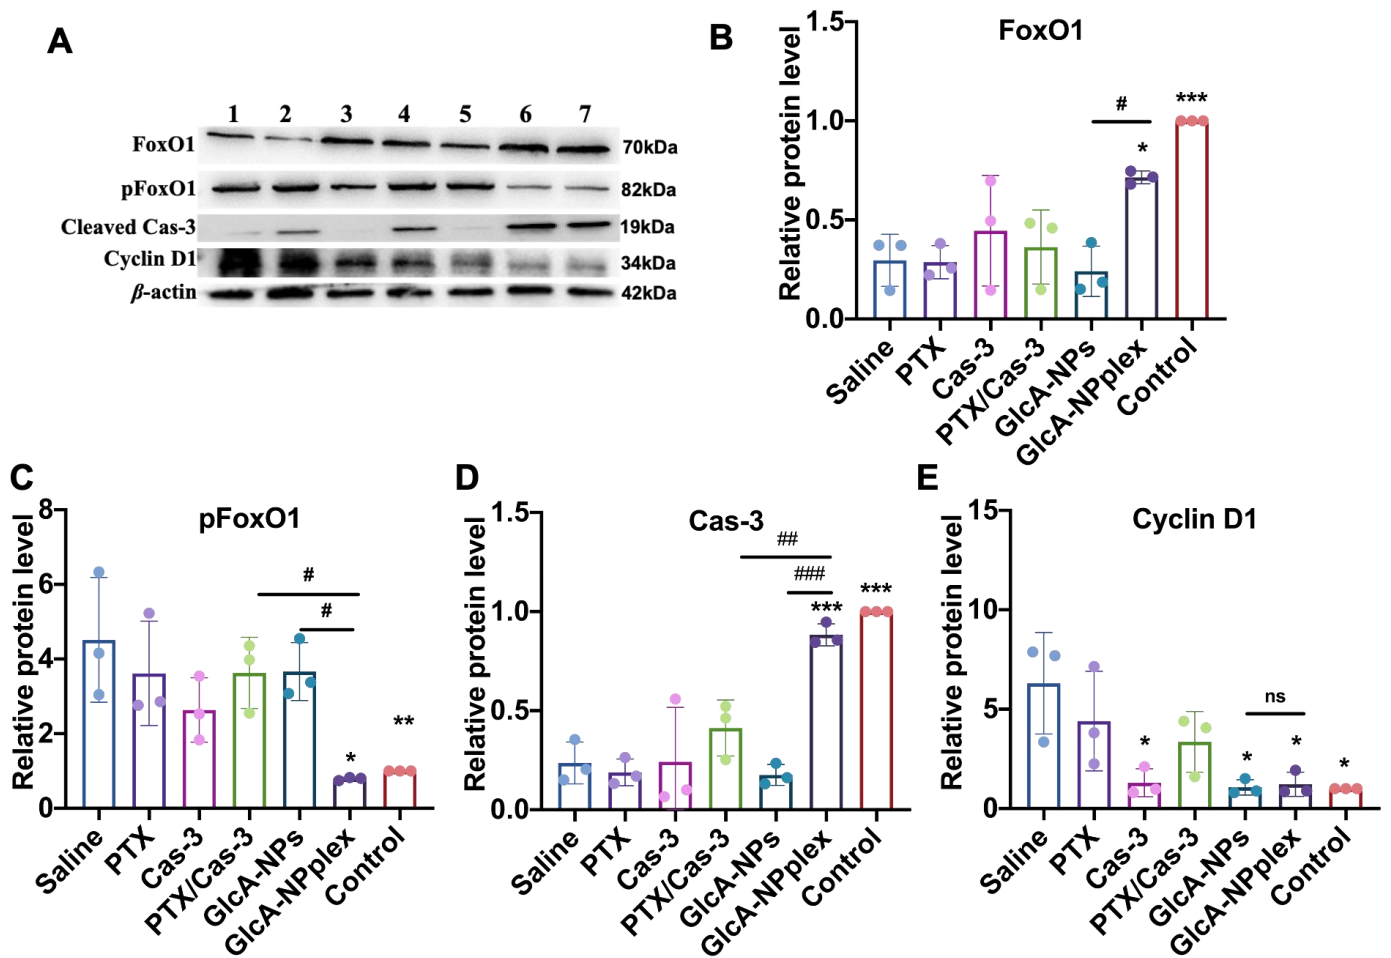 A
1 2 3 4 5 6 7
FoxO1 70kDa
pFoxO1 82kDa
Cleaved Cas-3 19kDa
Cyclin D1 34kDa
β-actin 42kDa
B
FoxO1
Relative protein level
1.5
1.0
0.5
0.0
#
***
*
Saline
PTX
Cas-3
PTX/Cas-3
GlcA-NPs
GlcA-NPplex
Control
C
pFoxO1
Relative protein level
8
6
4
2
0
#
#
*
**
Saline
PTX
Cas-3
PTX/Cas-3
GlcA-NPs
GlcA-NPplex
Control
D
Cas-3
Relative protein level
1.5
1.0
0.5
0.0
##
###
***
***
Saline
PTX
Cas-3
PTX/Cas-3
GlcA-NPs
GlcA-NPplex
Control
E
Cyclin D1
Relative protein level
15
10
5
0
ns
*
*
*
*
Saline
PTX
Cas-3
PTX/Cas-3
GlcA-NPs
GlcA-NPplex
Control